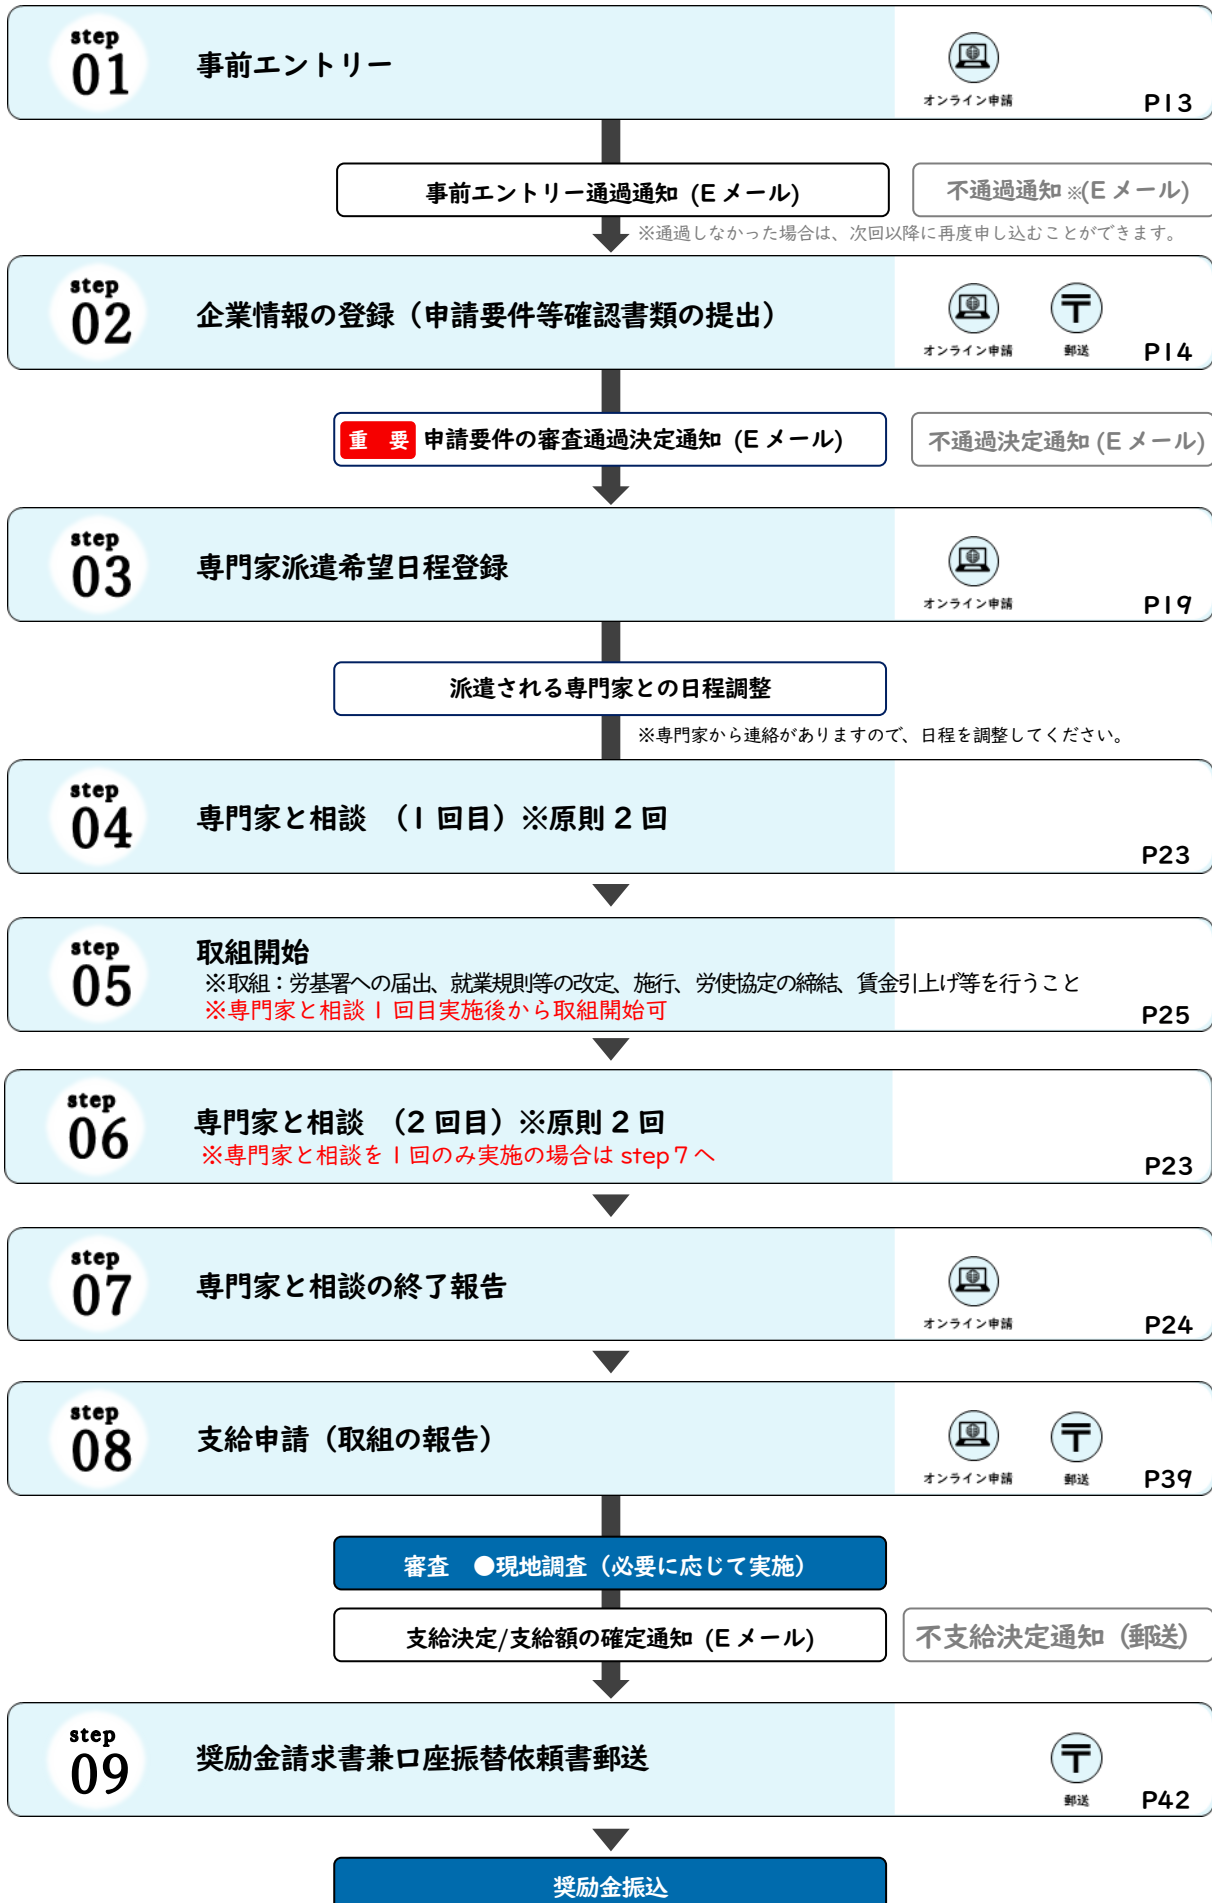 step
01
事前エントリー
オンライン申請
P13
事前エントリー通過通知 (E メール)
不通過通知※(E メール)
※通過しなかった場合は、次回以降に再度申し込むことができます。
step
02
企業情報の登録（申請要件等確認書類の提出）
オンライン申請
郵送
P14
重 要 申請要件の審査通過決定通知 (E メール)
不通過決定通知 (E メール)
step
03
専門家派遣希望日程登録
オンライン申請
P19
派遣される専門家との日程調整
※専門家から連絡がありますので、日程を調整してください。
step
04
専門家と相談 （1 回目）※原則 2 回
P23
step
05
取組開始
※取組：労基署への届出、就業規則等の改定、施行、労使協定の締結、賃金引上げ等を行うこと
※専門家と相談 1 回目実施後から取組開始可
P25
step
06
専門家と相談 （2 回目）※原則 2 回
※専門家と相談を 1 回のみ実施の場合は step 7 へ
P23
step
07
専門家と相談の終了報告
オンライン申請
P24
step
08
支給申請（取組の報告）
オンライン申請
郵送
P39
審査 ●現地調査（必要に応じて実施）
支給決定/支給額の確定通知 (E メール)
不支給決定通知（郵送）
step
09
奨励金請求書兼口座振替依頼書郵送
郵送
P42
奨励金振込